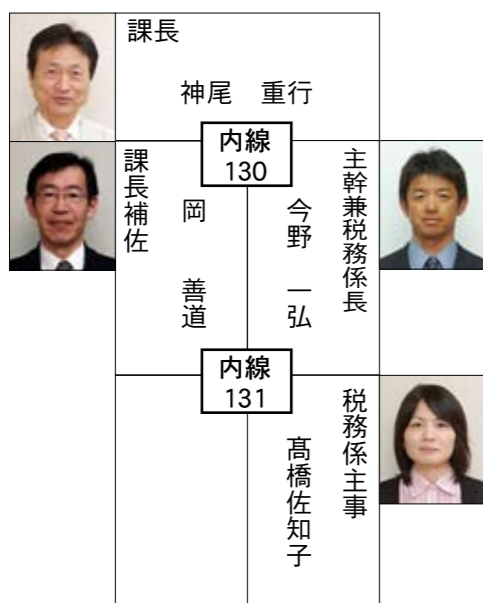 課長
神尾 重行
内線
130
主幹兼税務係長
今野 一弘
課長補佐
岡 善道
内線
131
税務係主事
髙橋佐知子